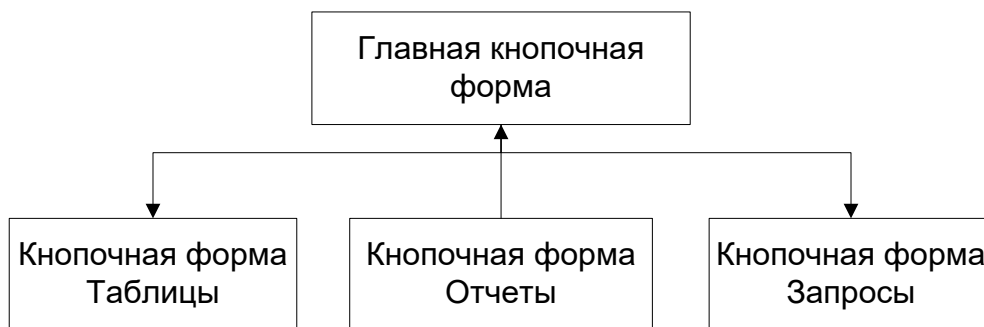 Главная кнопочная
форма
Кнопочная форма
Таблицы
Кнопочная форма
Отчеты
Кнопочная форма
Запросы